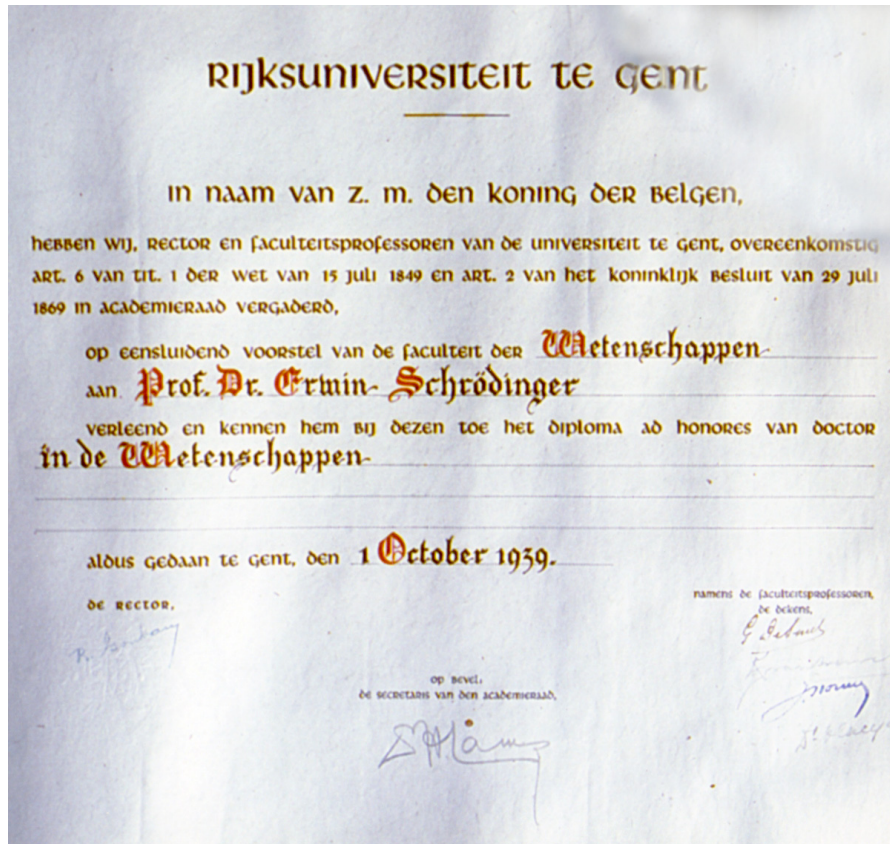 RIJKSUNIVERSITEIT TE GENT
IN NAAM VAN Z. M. DEN KONING DER BELGEN,
HEBBEN WIJ, RECTOR EN FACULTEITSPROFESSOREN VAN DE UNIVERSITEIT TE GENT, OVEREENKOMSTIG
ART. 6 VAN TIT. 1 DER WET VAN 15 JULI 1849 EN ART. 2 VAN HET KONINKLIJK BESLUIT VAN 29 JULI
1869 IN ACADEMIERAAD VERGADERD,
OP EENSLUIDEND VOORSTEL VAN DE FACULTEIT DER Wetenschappen
AAN Prof. Dr. Erwin Schrödinger
VERLEEND EN KENNEN HEM BIJ DEZEN TOE HET DIPLOMA AD HONORES VAN DOCTOR
in de Wetenschappen
ALDUS GEDAAN TE GENT, DEN 1 October 1939.
DE RECTOR,
NAMENS DE FACULTEITSPROFESSOREN,
DE DEKENS,
OP BEVEL,
DE SECRETARIS VAN DEN ACADEMIERAAD,